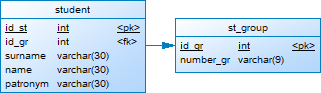 student
id_st int <pk>
id_gr int <fk>
surname varchar(30)
name varchar(30)
patronym varchar(30)
st_group
id_gr int <pk>
number_gr varchar(9)